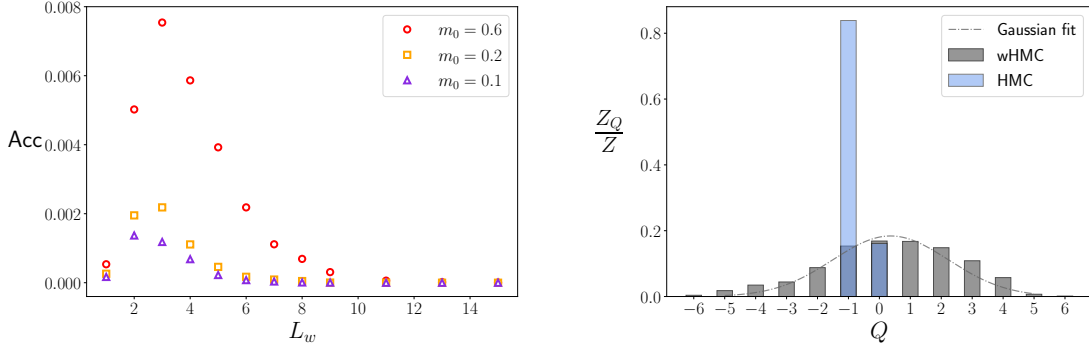 0.008
0.006
0.004
0.002
0.000
Acc
2 4 6 8 10 12 14
L_w
m_0 = 0.6
m_0 = 0.2
m_0 = 0.1
0.8
0.6
0.4
0.2
0.0
Z_Q
Z
−6 −5 −4 −3 −2 −1 0 1 2 3 4 5 6
Q
Gaussian fit
wHMC
HMC